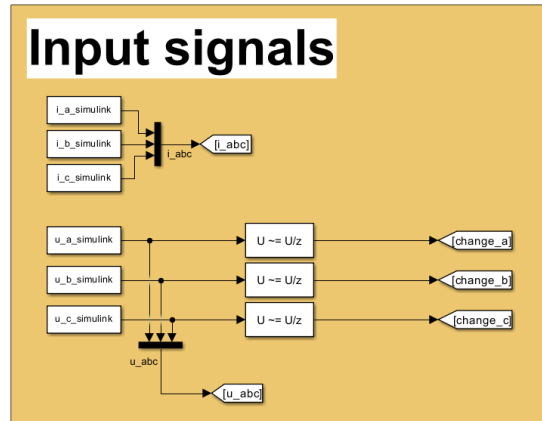 Input signals
i_a_simulink
i_b_simulink
[i_abc]
i_abc
i_c_simulink
u_a_simulink
U ~= U/z
[change_a]
u_b_simulink
U ~= U/z
[change_b]
u_c_simulink
U ~= U/z
[change_c]
u_abc
[u_abc]